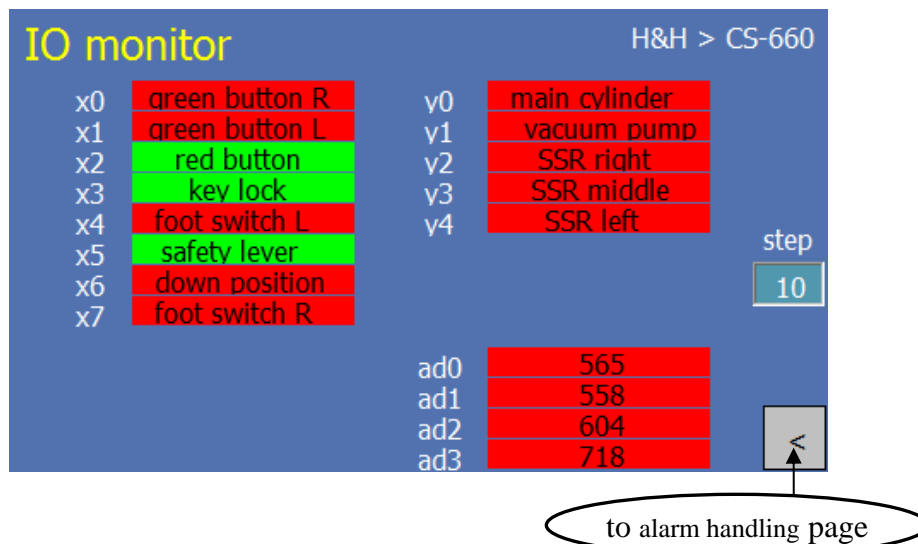 IO monitor H&H > CS-660
x0 green button R y0 main cylinder
x1 green button L y1 vacuum pump
x2 red button y2 SSR right
x3 key lock y3 SSR middle
x4 foot switch L y4 SSR left
x5 safety lever step
x6 down position 10
x7 foot switch R
ad0 565
ad1 558
ad2 604
ad3 718 <
to alarm handling page